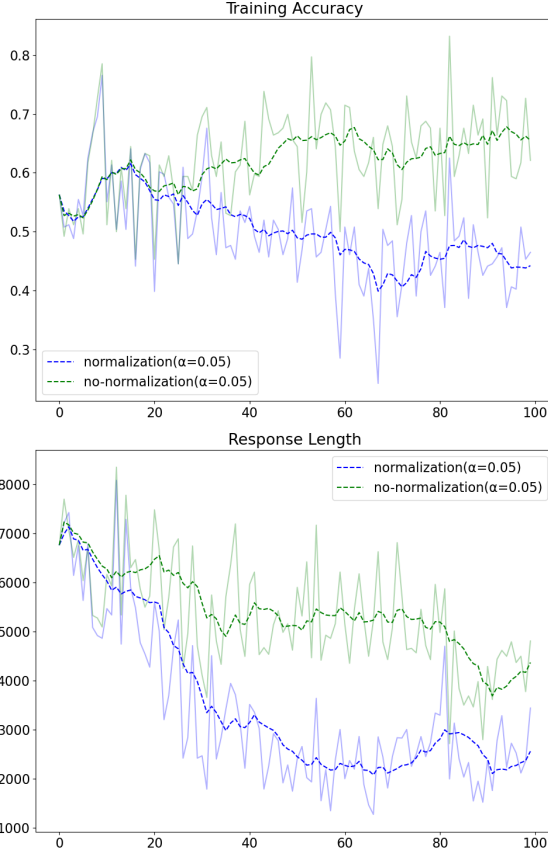 Training Accuracy
0.8
0.7
0.6
0.5
0.4
0.3
normalization(α=0.05)
no-normalization(α=0.05)
0 20 40 60 80 100
Response Length
normalization(α=0.05)
no-normalization(α=0.05)
8000
7000
6000
5000
4000
3000
2000
1000
0 20 40 60 80 100